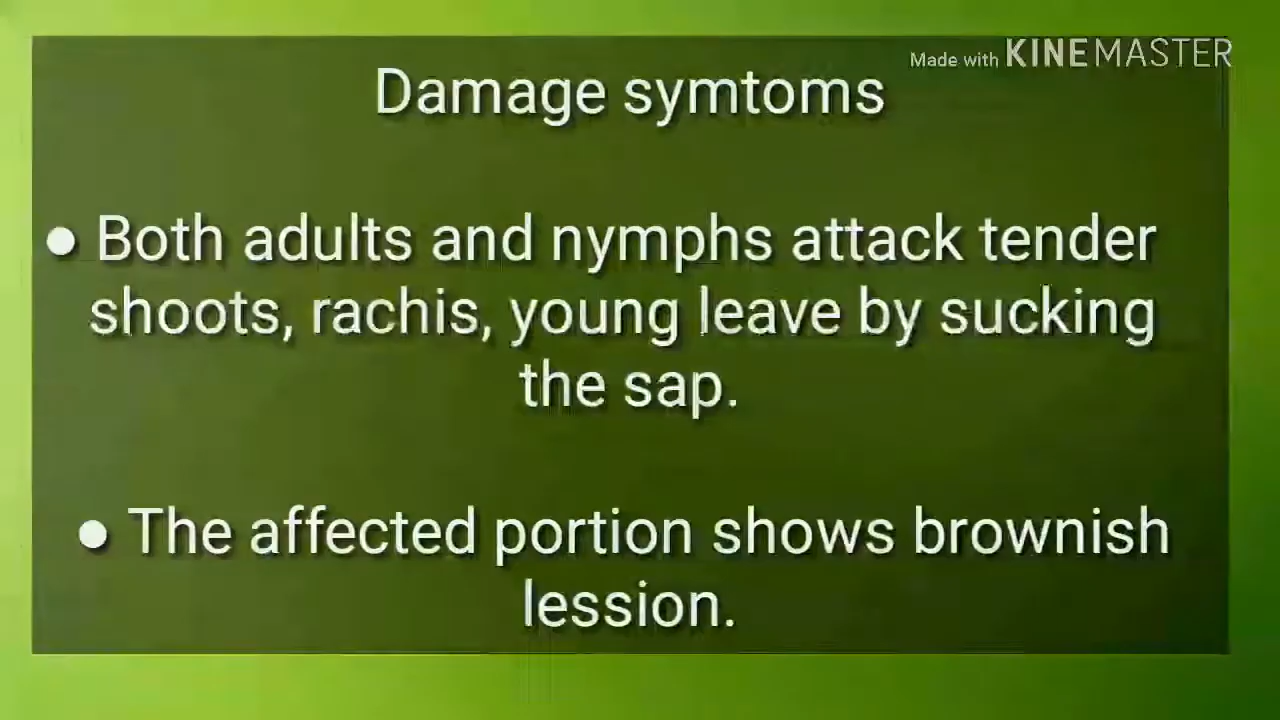 Made with KINEMASTER
Damage symtoms
● Both adults and nymphs attack tender
shoots, rachis, young leave by sucking
the sap.
● The affected portion shows brownish
lession.